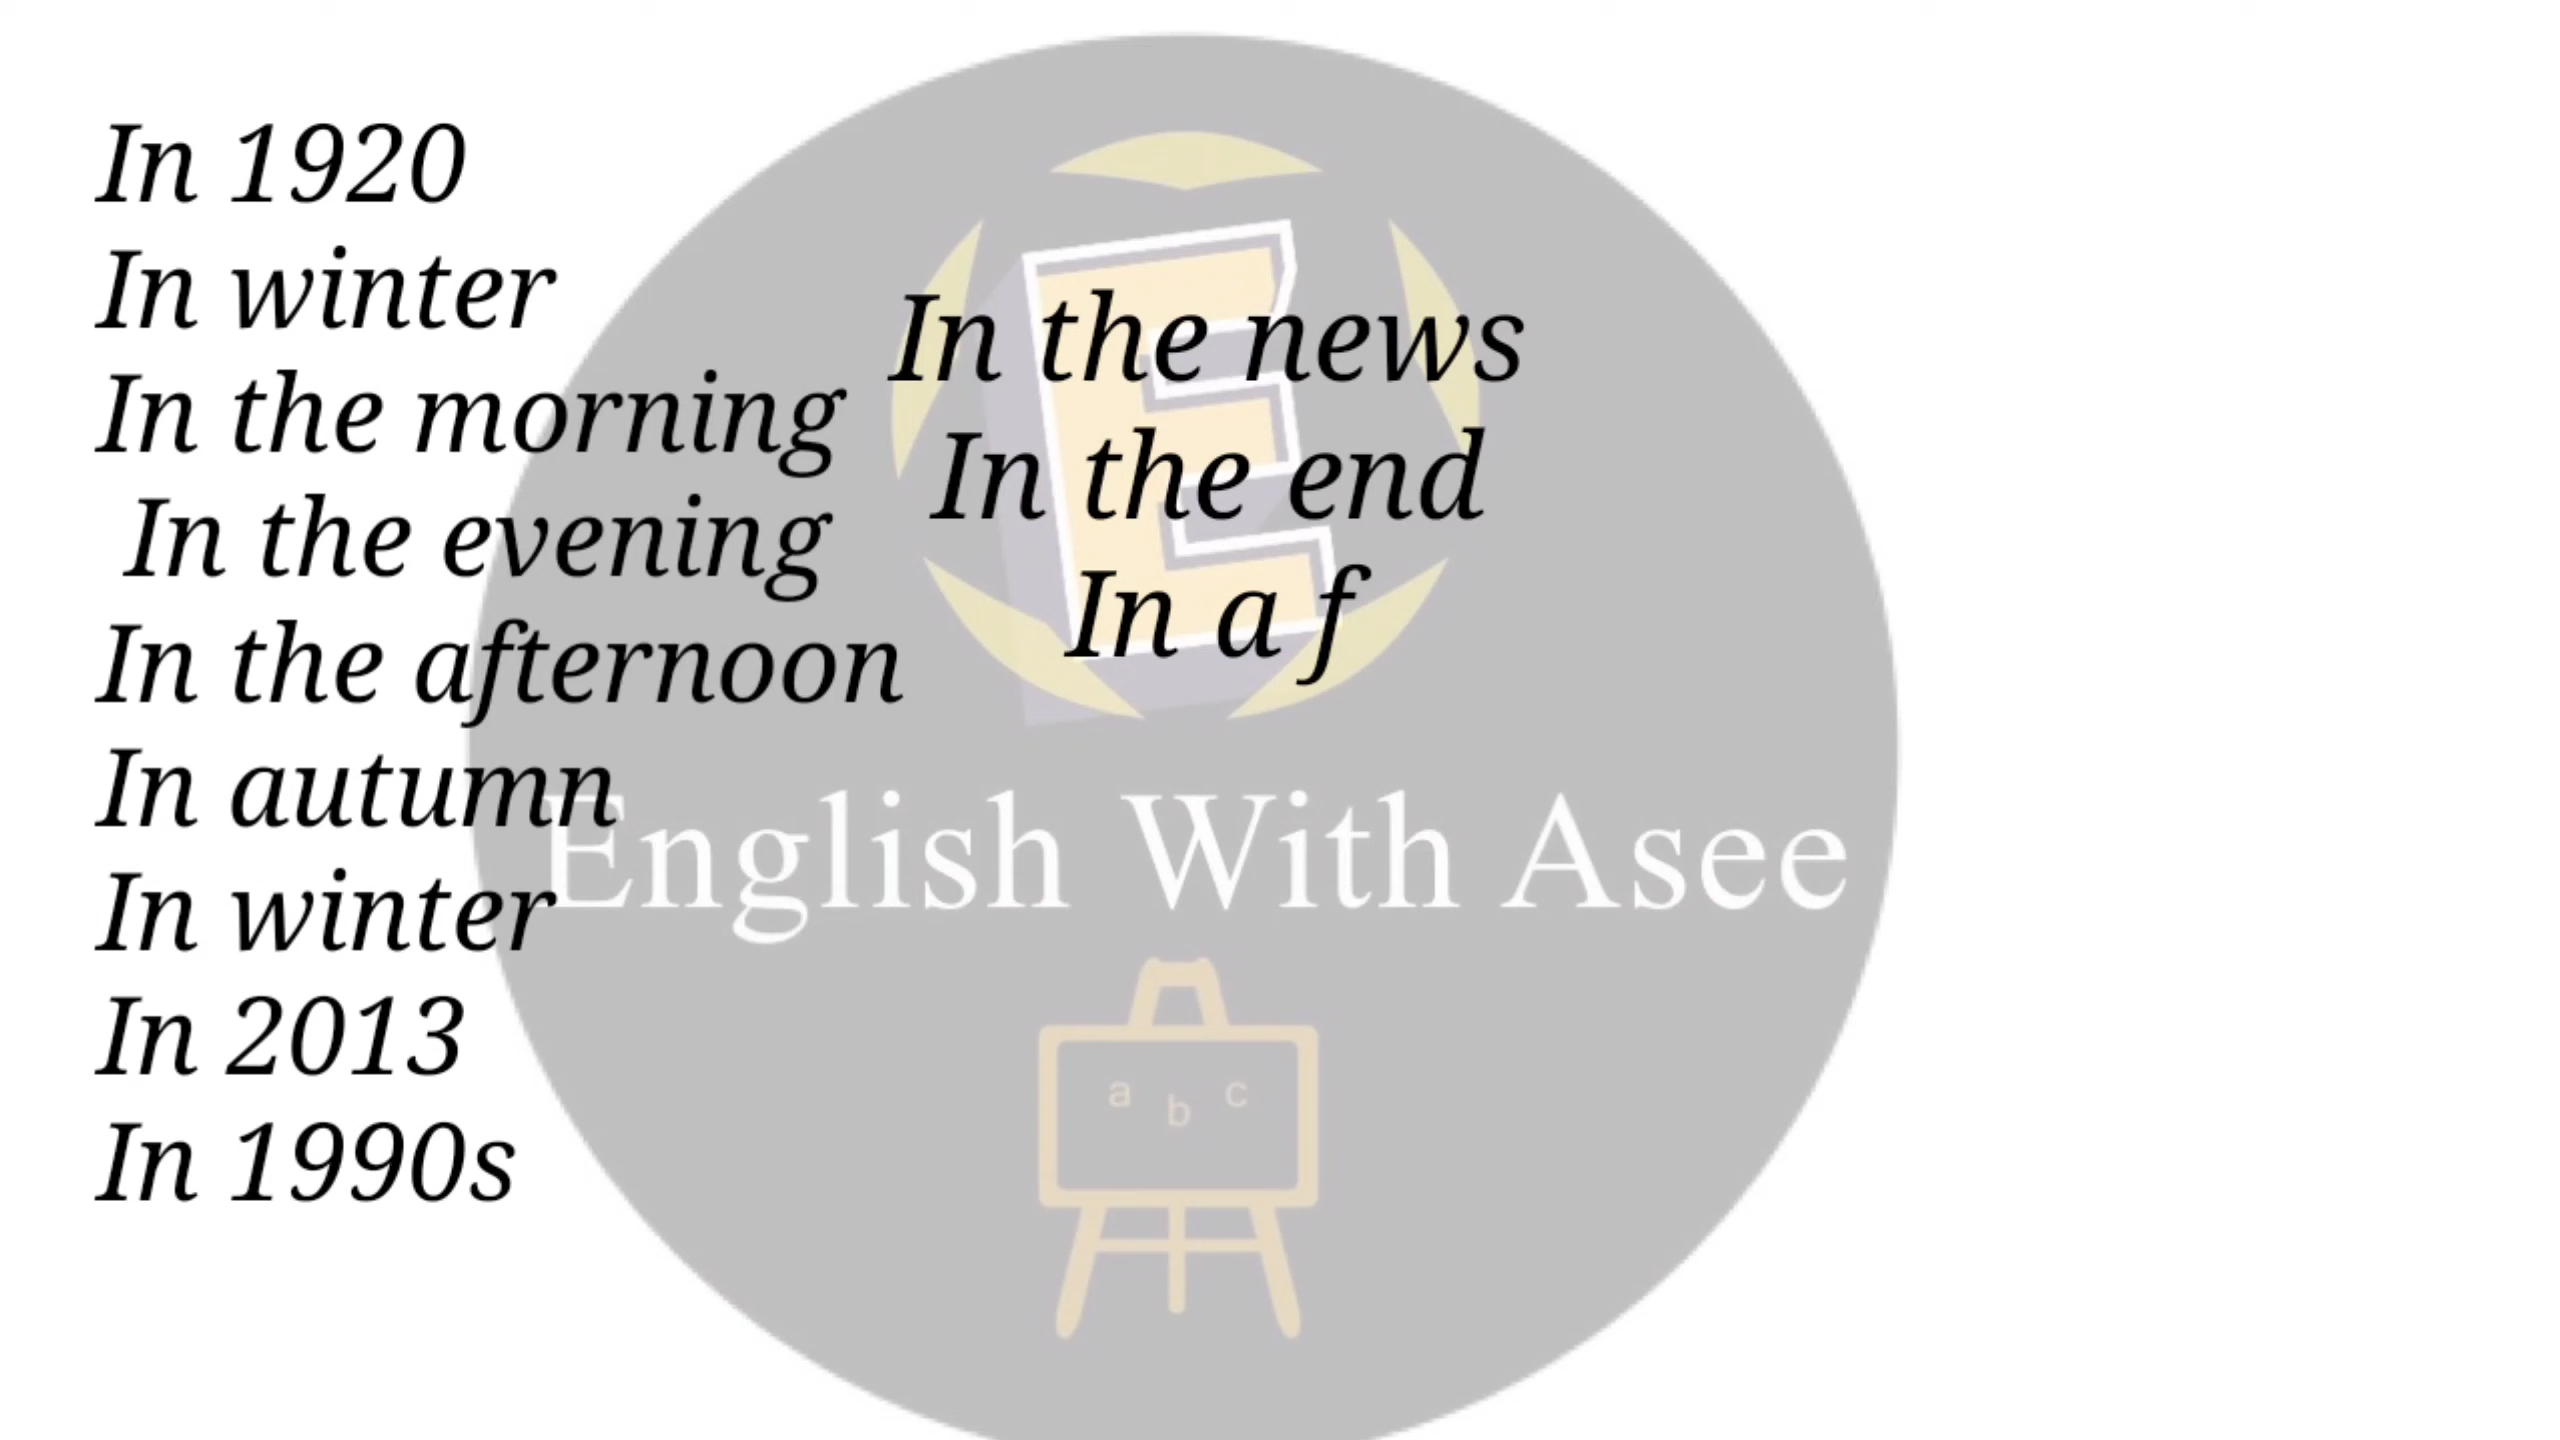 In 1920
In winter
In the morning
In the evening
In the afternoon
In autumn
In winter
In 2013
In 1990s
In the news
In the end
In a f
English With Asee
a b c